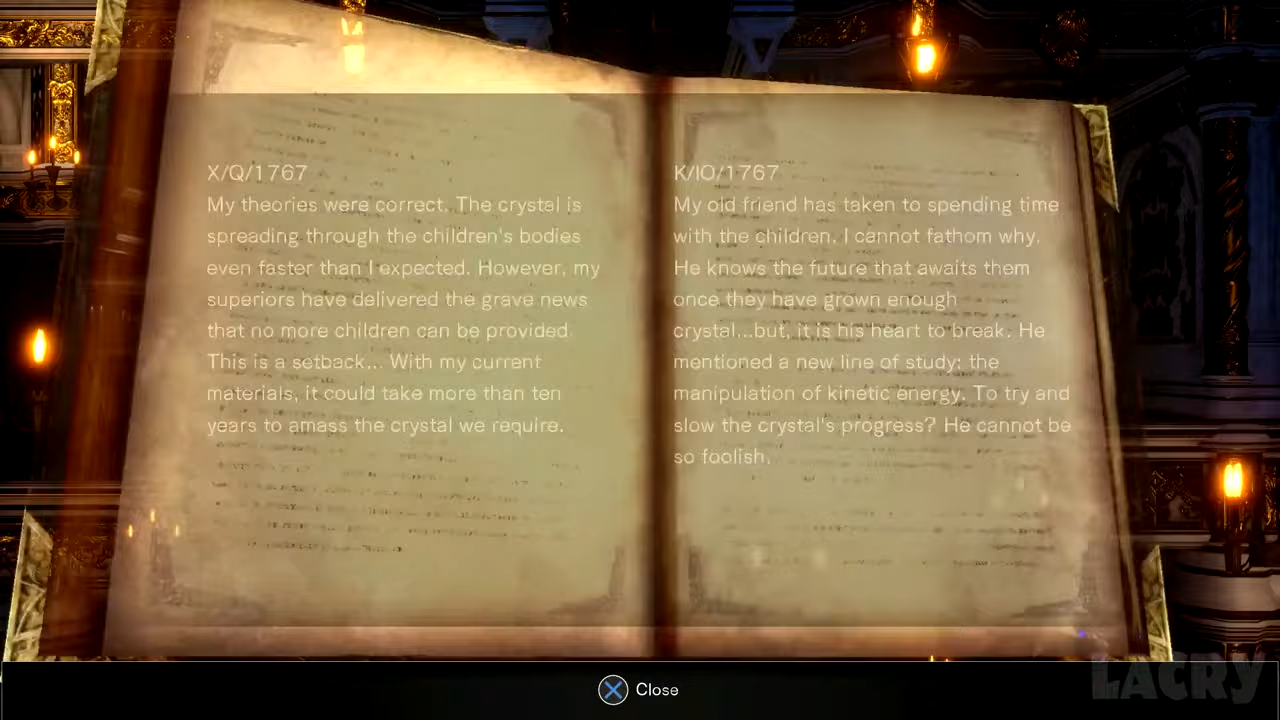 X/Q/1767
My theories were correct. The crystal is
spreading through the children's bodies
even faster than I expected. However, my
superiors have delivered the grave news
that no more children can be provided.
This is a setback... With my current
materials, it could take more than ten
years to amass the crystal we require.
K/IO/1767
My old friend has taken to spending time
with the children. I cannot fathom why.
He knows the future that awaits them
once they have grown enough
crystal...but, it is his heart to break. He
mentioned a new line of study: the
manipulation of kinetic energy. To try and
slow the crystal's progress? He cannot be
so foolish.
Close
LACRY